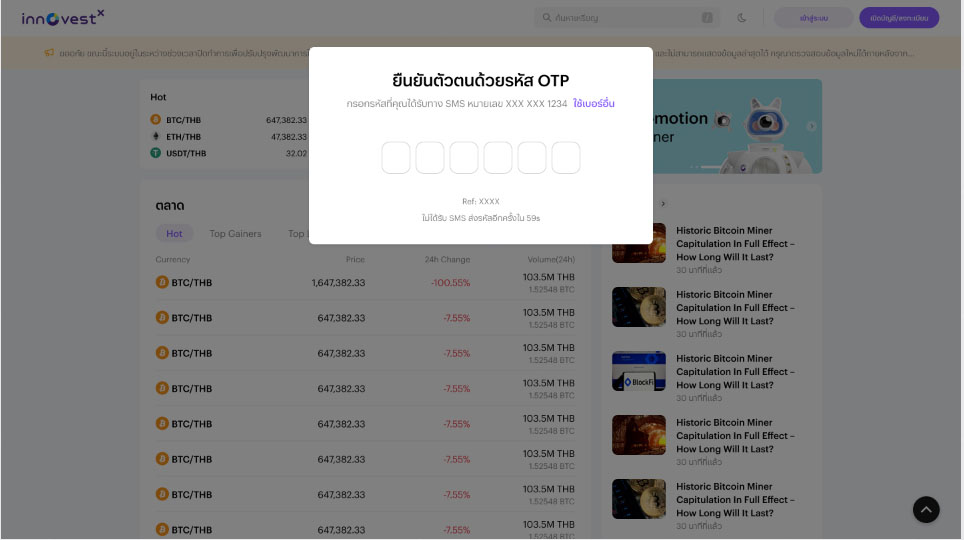 innovestx
ค้นหาเหรียญ
/
เข้าสู่ระบบ
เปิดบัญชี/ลงทะเบียน
ขออภัย ขณะนี้ระบบอยู่ในระหว่างช่วงเวลาปิดทำการเพื่อปรับปรุงพัฒนาการ
และไม่สามารถแสดงข้อมูลล่าสุดได้ กรุณาตรวจสอบข้อมูลใหม่ได้ภายหลังจาก...
ยืนยันตัวตนด้วยรหัส OTP
กรอกรหัสที่คุณได้รับทาง SMS หมายเลข XXX XXX 1234 ใช้เบอร์อื่น
Ref: XXXX
ไม่ได้รับ SMS ส่งรหัสอีกครั้งใน 59s
Hot
BTC/THB 647,382.33
ETH/THB 47,382.33
USDT/THB 32.02
motion
ner
ตลาด
Hot Top Gainers Top
Currency Price 24h Change Volume(24h)
BTC/THB 1,647,382.33 -100.55% 103.5M THB
1.52548 BTC
BTC/THB 647,382.33 -7.55% 103.5M THB
1.52548 BTC
BTC/THB 647,382.33 -7.55% 103.5M THB
1.52548 BTC
BTC/THB 647,382.33 -7.55% 103.5M THB
1.52548 BTC
BTC/THB 647,382.33 -7.55% 103.5M THB
1.52548 BTC
BTC/THB 647,382.33 -7.55% 103.5M THB
1.52548 BTC
BTC/THB 647,382.33 -7.55% 103.5M THB
1.52548 BTC
BTC/THB 647,382.33 -7.55% 103.5M THB
1.52548 BTC
Historic Bitcoin Miner
Capitulation In Full Effect –
How Long Will It Last?
30 นาทีที่แล้ว
Historic Bitcoin Miner
Capitulation In Full Effect –
How Long Will It Last?
30 นาทีที่แล้ว
BlockFi
Historic Bitcoin Miner
Capitulation In Full Effect –
How Long Will It Last?
30 นาทีที่แล้ว
Historic Bitcoin Miner
Capitulation In Full Effect –
How Long Will It Last?
30 นาทีที่แล้ว
Historic Bitcoin Miner
Capitulation In Full Effect –
How Long Will It Last?
30 นาทีที่แล้ว